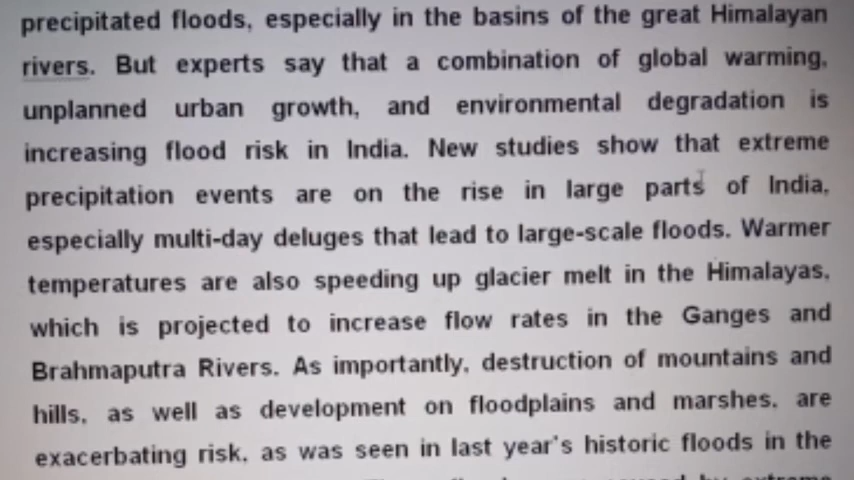 precipitated floods, especially in the basins of the great Himalayan
rivers. But experts say that a combination of global warming,
unplanned urban growth, and environmental degradation is
increasing flood risk in India. New studies show that extreme
precipitation events are on the rise in large parts of India,
especially multi-day deluges that lead to large-scale floods. Warmer
temperatures are also speeding up glacier melt in the Himalayas,
which is projected to increase flow rates in the Ganges and
Brahmaputra Rivers. As importantly, destruction of mountains and
hills, as well as development on floodplains and marshes, are
exacerbating risk, as was seen in last year's historic floods in the